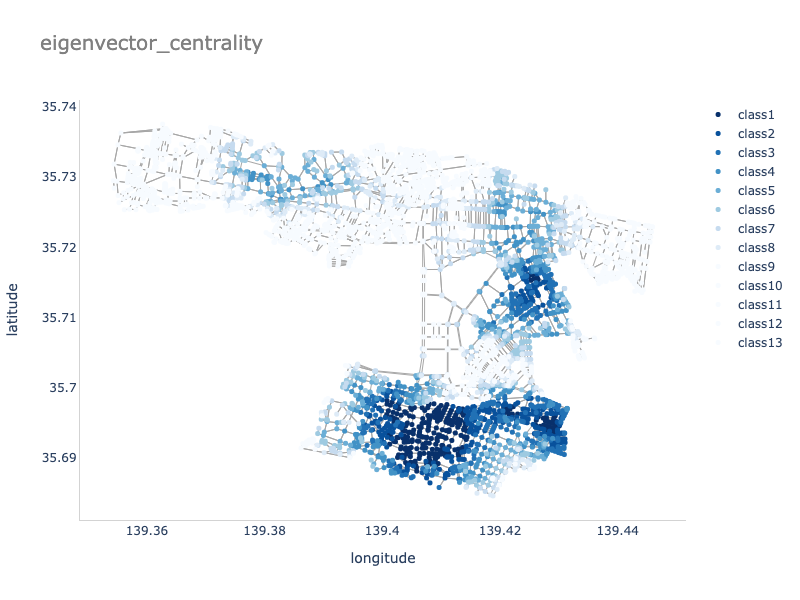 eigenvector_centrality
35.74
35.73
35.72
35.71
35.7
35.69
latitude
139.36
139.38
139.4
139.42
139.44
longitude
class1
class2
class3
class4
class5
class6
class7
class8
class9
class10
class11
class12
class13